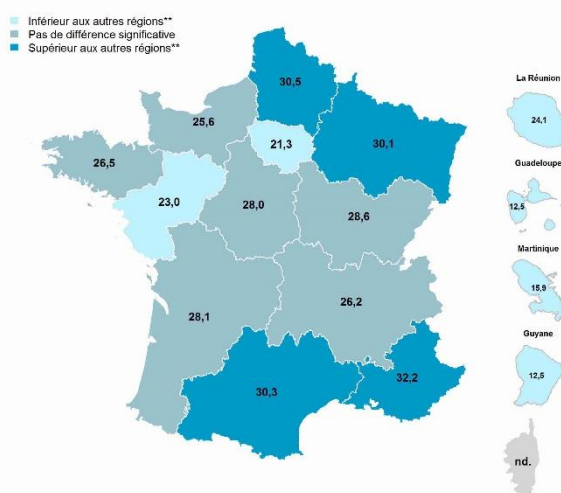 Inférieur aux autres régions**
Pas de différence significative
Supérieur aux autres régions**
30,5
25,6
21,3
30,1
26,5
23,0
28,0
28,6
28,1
26,2
30,3
32,2
La Réunion
24,1
Guadeloupe
12,5
Martinique
15,9
Guyane
12,5
nd.